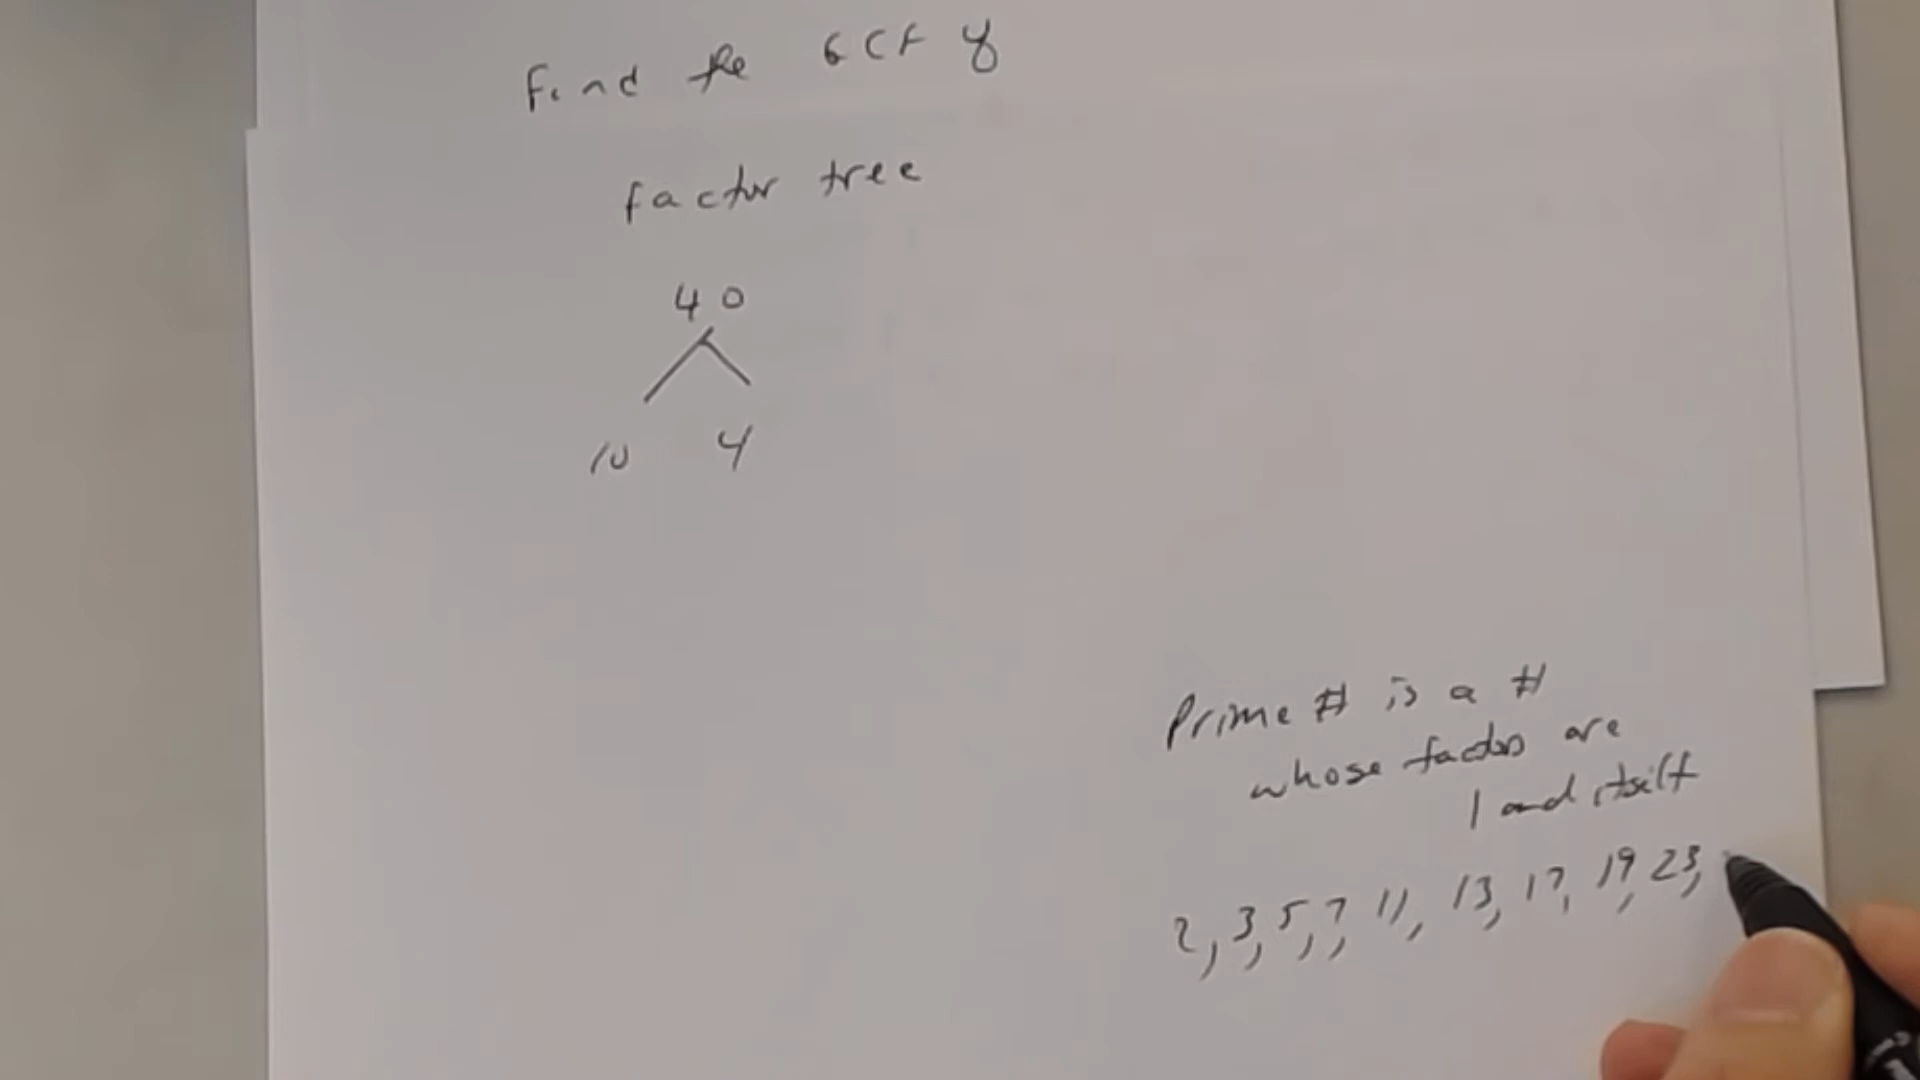 Find the GCF of
factor tree
40
10 4
Prime # is a #
whose factors are
1 and itself
2, 3, 5, 7, 11, 13, 17, 19, 23,